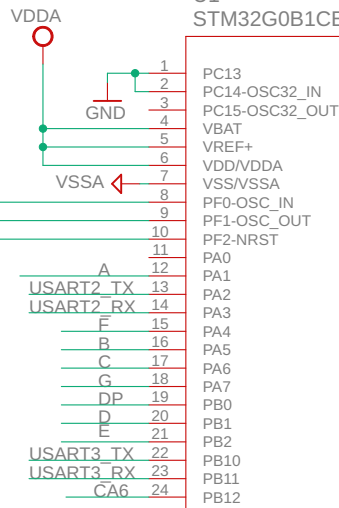 VDDA
STM32G0B1CB
1 PC13
2 PC14-OSC32_IN
GND 3 PC15-OSC32_OUT
4 VBAT
5 VREF+
6 VDD/VDDA
VSSA 7 VSS/VSSA
8 PF0-OSC_IN
9 PF1-OSC_OUT
10 PF2-NRST
11 PA0
A 12 PA1
USART2_TX 13 PA2
USART2_RX 14 PA3
F 15 PA4
B 16 PA5
C 17 PA6
G 18 PA7
DP 19 PB0
D 20 PB1
E 21 PB2
USART3_TX 22 PB10
USART3_RX 23 PB11
CA6 24 PB12